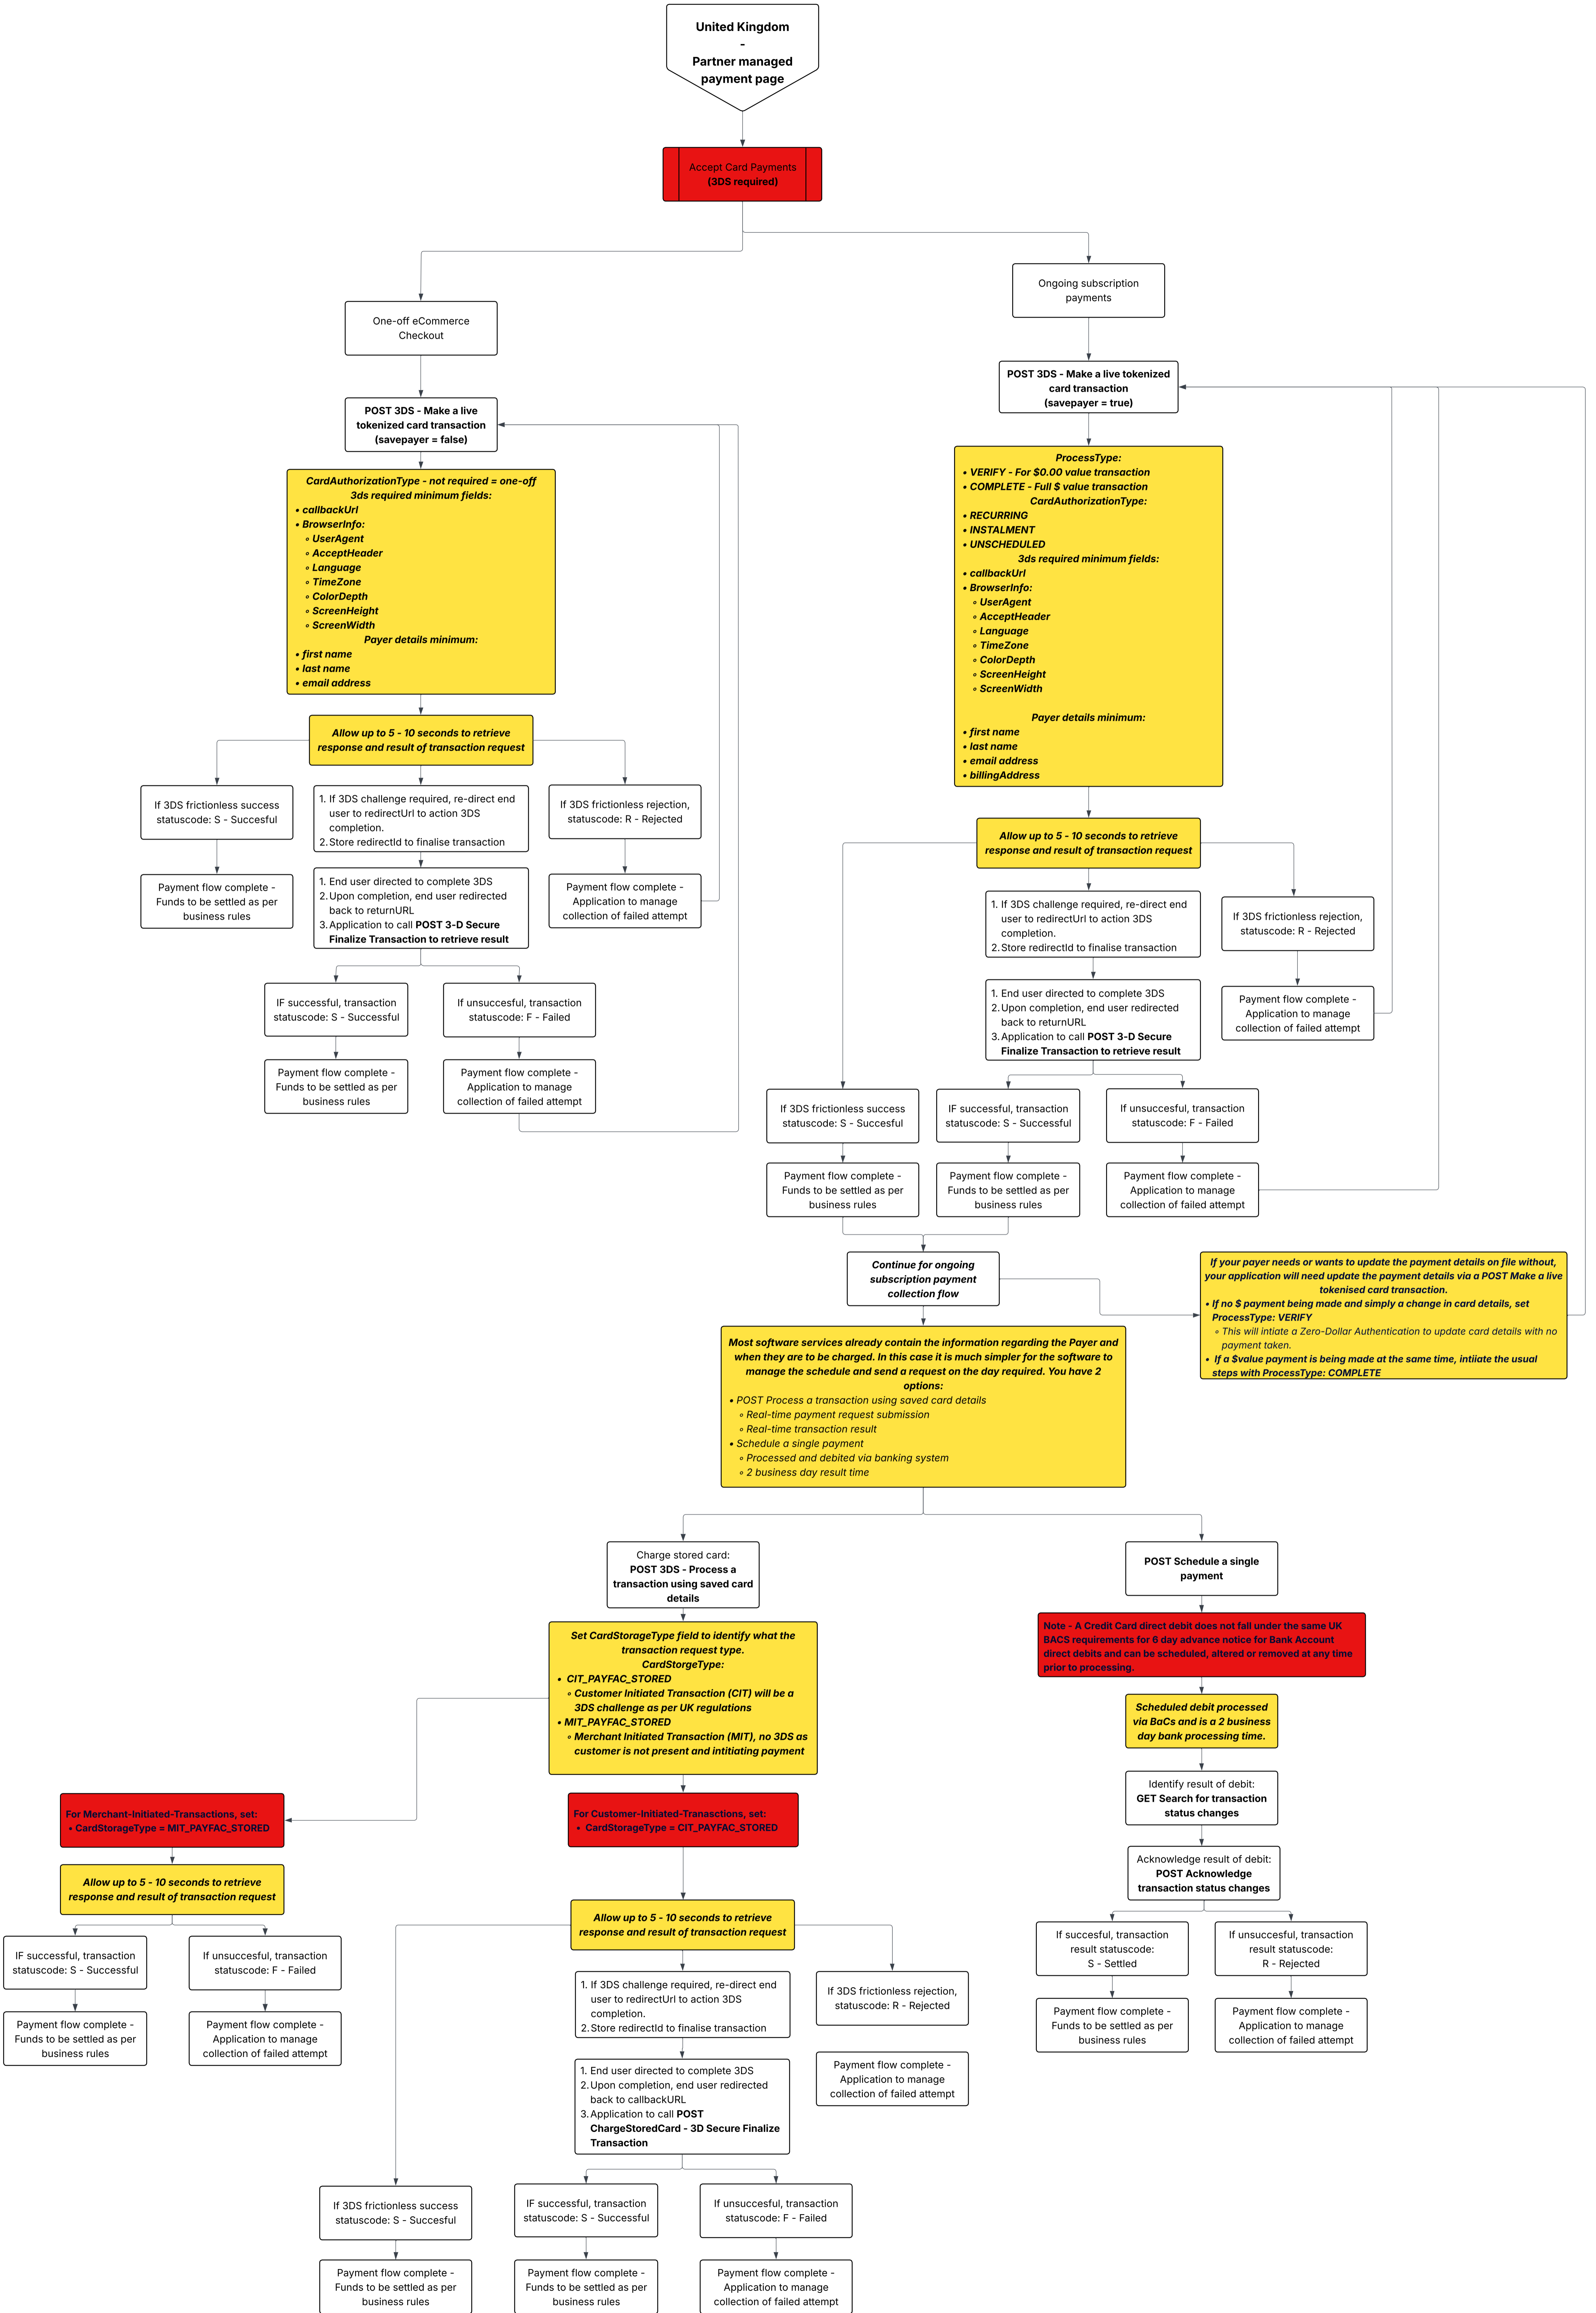 United Kingdom
-
Partner managed
payment page
Accept Card Payments
(3DS required)
One-off eCommerce
Checkout
POST 3DS - Make a live
tokenized card transaction
(savepayer = false)
CardAuthorizationType - not required = one-off
3ds required minimum fields:
• callbackUrl
• BrowserInfo:
∘ UserAgent
∘ AcceptHeader
∘ Language
∘ TimeZone
∘ ColorDepth
∘ ScreenHeight
∘ ScreenWidth
Payer details minimum:
• first name
• last name
• email address
Allow up to 5 - 10 seconds to retrieve
response and result of transaction request
If 3DS frictionless success
statuscode: S - Succesful
Payment flow complete -
Funds to be settled as per
business rules
1. If 3DS challenge required, re-direct end
user to redirectUrl to action 3DS
completion.
2. Store redirectId to finalise transaction
1. End user directed to complete 3DS
2. Upon completion, end user redirected
back to returnURL
3. Application to call POST 3-D Secure
Finalize Transaction to retrieve result
If 3DS frictionless rejection,
statuscode: R - Rejected
Payment flow complete -
Application to manage
collection of failed attempt
IF successful, transaction
statuscode: S - Successful
Payment flow complete -
Funds to be settled as per
business rules
If unsuccesful, transaction
statuscode: F - Failed
Payment flow complete -
Application to manage
collection of failed attempt
Ongoing subscription
payments
POST 3DS - Make a live tokenized
card transaction
(savepayer = true)
ProcessType:
• VERIFY - For $0.00 value transaction
• COMPLETE - Full $ value transaction
CardAuthorizationType:
• RECURRING
• INSTALMENT
• UNSCHEDULED
3ds required minimum fields:
• callbackUrl
• BrowserInfo:
∘ UserAgent
∘ AcceptHeader
∘ Language
∘ TimeZone
∘ ColorDepth
∘ ScreenHeight
∘ ScreenWidth
Payer details minimum:
• first name
• last name
• email address
• billingAddress
Allow up to 5 - 10 seconds to retrieve
response and result of transaction request
1. If 3DS challenge required, re-direct end
user to redirectUrl to action 3DS
completion.
2. Store redirectId to finalise transaction
1. End user directed to complete 3DS
2. Upon completion, end user redirected
back to returnURL
3. Application to call POST 3-D Secure
Finalize Transaction to retrieve result
If 3DS frictionless rejection,
statuscode: R - Rejected
Payment flow complete -
Application to manage
collection of failed attempt
If 3DS frictionless success
statuscode: S - Succesful
Payment flow complete -
Funds to be settled as per
business rules
IF successful, transaction
statuscode: S - Successful
Payment flow complete -
Funds to be settled as per
business rules
If unsuccesful, transaction
statuscode: F - Failed
Payment flow complete -
Application to manage
collection of failed attempt
Continue for ongoing
subscription payment
collection flow
If your payer needs or wants to update the payment details on file without,
your application will need update the payment details via a POST Make a live
tokenised card transaction.
• If no $ payment being made and simply a change in card details, set
ProcessType: VERIFY
∘ This will intiate a Zero-Dollar Authentication to update card details with no
payment taken.
• If a $value payment is being made at the same time, intiiate the usual
steps with ProcessType: COMPLETE
Most software services already contain the information regarding the Payer and
when they are to be charged. In this case it is much simpler for the software to
manage the schedule and send a request on the day required. You have 2
options:
• POST Process a transaction using saved card details
∘ Real-time payment request submission
∘ Real-time transaction result
• Schedule a single payment
∘ Processed and debited via banking system
∘ 2 business day result time
Charge stored card:
POST 3DS - Process a
transaction using saved card
details
Set CardStorageType field to identify what the
transaction request type.
CardStorgeType:
• CIT_PAYFAC_STORED
∘ Customer Initiated Transaction (CIT) will be a
3DS challenge as per UK regulations
• MIT_PAYFAC_STORED
∘ Merchant Initiated Transaction (MIT), no 3DS as
customer is not present and intitiating payment
For Merchant-Initiated-Transactions, set:
• CardStorageType = MIT_PAYFAC_STORED
Allow up to 5 - 10 seconds to retrieve
response and result of transaction request
IF successful, transaction
statuscode: S - Successful
Payment flow complete -
Funds to be settled as per
business rules
If unsuccesful, transaction
statuscode: F - Failed
Payment flow complete -
Application to manage
collection of failed attempt
For Customer-Initiated-Tranasctions, set:
• CardStorageType = CIT_PAYFAC_STORED
Allow up to 5 - 10 seconds to retrieve
response and result of transaction request
1. If 3DS challenge required, re-direct end
user to redirectUrl to action 3DS
completion.
2. Store redirectId to finalise transaction
1. End user directed to complete 3DS
2. Upon completion, end user redirected
back to callbackURL
3. Application to call POST
ChargeStoredCard - 3D Secure Finalize
Transaction
If 3DS frictionless rejection,
statuscode: R - Rejected
Payment flow complete -
Application to manage
collection of failed attempt
If 3DS frictionless success
statuscode: S - Succesful
Payment flow complete -
Funds to be settled as per
business rules
IF successful, transaction
statuscode: S - Successful
Payment flow complete -
Funds to be settled as per
business rules
If unsuccesful, transaction
statuscode: F - Failed
Payment flow complete -
Application to manage
collection of failed attempt
POST Schedule a single
payment
Note - A Credit Card direct debit does not fall under the same UK
BACS requirements for 6 day advance notice for Bank Account
direct debits and can be scheduled, altered or removed at any time
prior to processing.
Scheduled debit processed
via BaCs and is a 2 business
day bank processing time.
Identify result of debit:
GET Search for transaction
status changes
Acknowledge result of debit:
POST Acknowledge
transaction status changes
If succesful, transaction
result statuscode:
S - Settled
Payment flow complete -
Funds to be settled as per
business rules
If unsuccesful, transaction
result statuscode:
R - Rejected
Payment flow complete -
Application to manage
collection of failed attempt